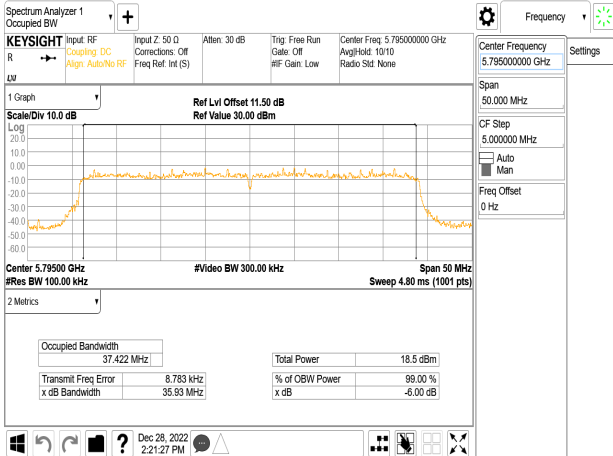 Spectrum Analyzer 1
Occupied BW
Frequency
KEYSIGHT
R
Input: RF
Coupling: DC
Align: Auto/No RF
Input Z: 50 Ω
Corrections: Off
Freq Ref: Int (S)
Atten: 30 dB
Trig: Free Run
Gate: Off
#IF Gain: Low
Center Freq: 5.795000000 GHz
Avg|Hold: 10/10
Radio Std: None
Center Frequency
5.795000000 GHz
Settings
Span
50.000 MHz
CF Step
5.000000 MHz
Auto
Man
Freq Offset
0 Hz
1 Graph
Scale/Div 10.0 dB
Ref Lvl Offset 11.50 dB
Ref Value 30.00 dBm
Log
20.0
10.0
0.00
-10.0
-20.0
-30.0
-40.0
-50.0
-60.0
Center 5.79500 GHz
#Video BW 300.00 kHz
Span 50 MHz
#Res BW 100.00 kHz
Sweep 4.80 ms (1001 pts)
2 Metrics
Occupied Bandwidth
37.422 MHz
Total Power 18.5 dBm
Transmit Freq Error 8.783 kHz
% of OBW Power 99.00 %
x dB Bandwidth 35.93 MHz
x dB -6.00 dB
?
Dec 28, 2022
2:21:27 PM